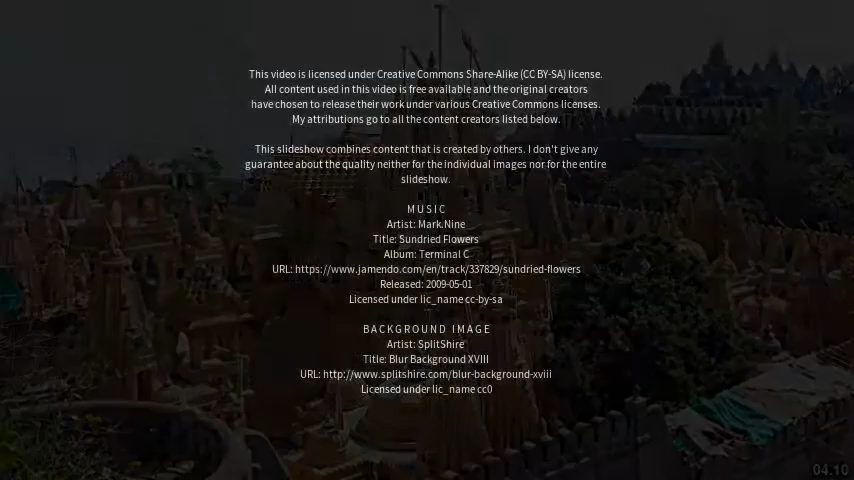 This video is licensed under Creative Commons Share-Alike (CC BY-SA) license.
All content used in this video is free available and the original creators
have chosen to release their work under various Creative Commons licenses.
My attributions go to all the content creators listed below.
This slideshow combines content that is created by others. I don't give any
guarantee about the quality neither for the individual images nor for the entire
slideshow.
MUSIC
Artist: Mark.Nine
Title: Sundried Flowers
Album: Terminal C
URL: https://www.jamendo.com/en/track/337829/sundried-flowers
Released: 2009-05-01
Licensed under lic_name cc-by-sa
BACKGROUND IMAGE
Artist: SplitShire
Title: Blur Background XVIII
URL: http://www.splitshire.com/blur-background-xviii
Licensed under lic_name cc0
04.10